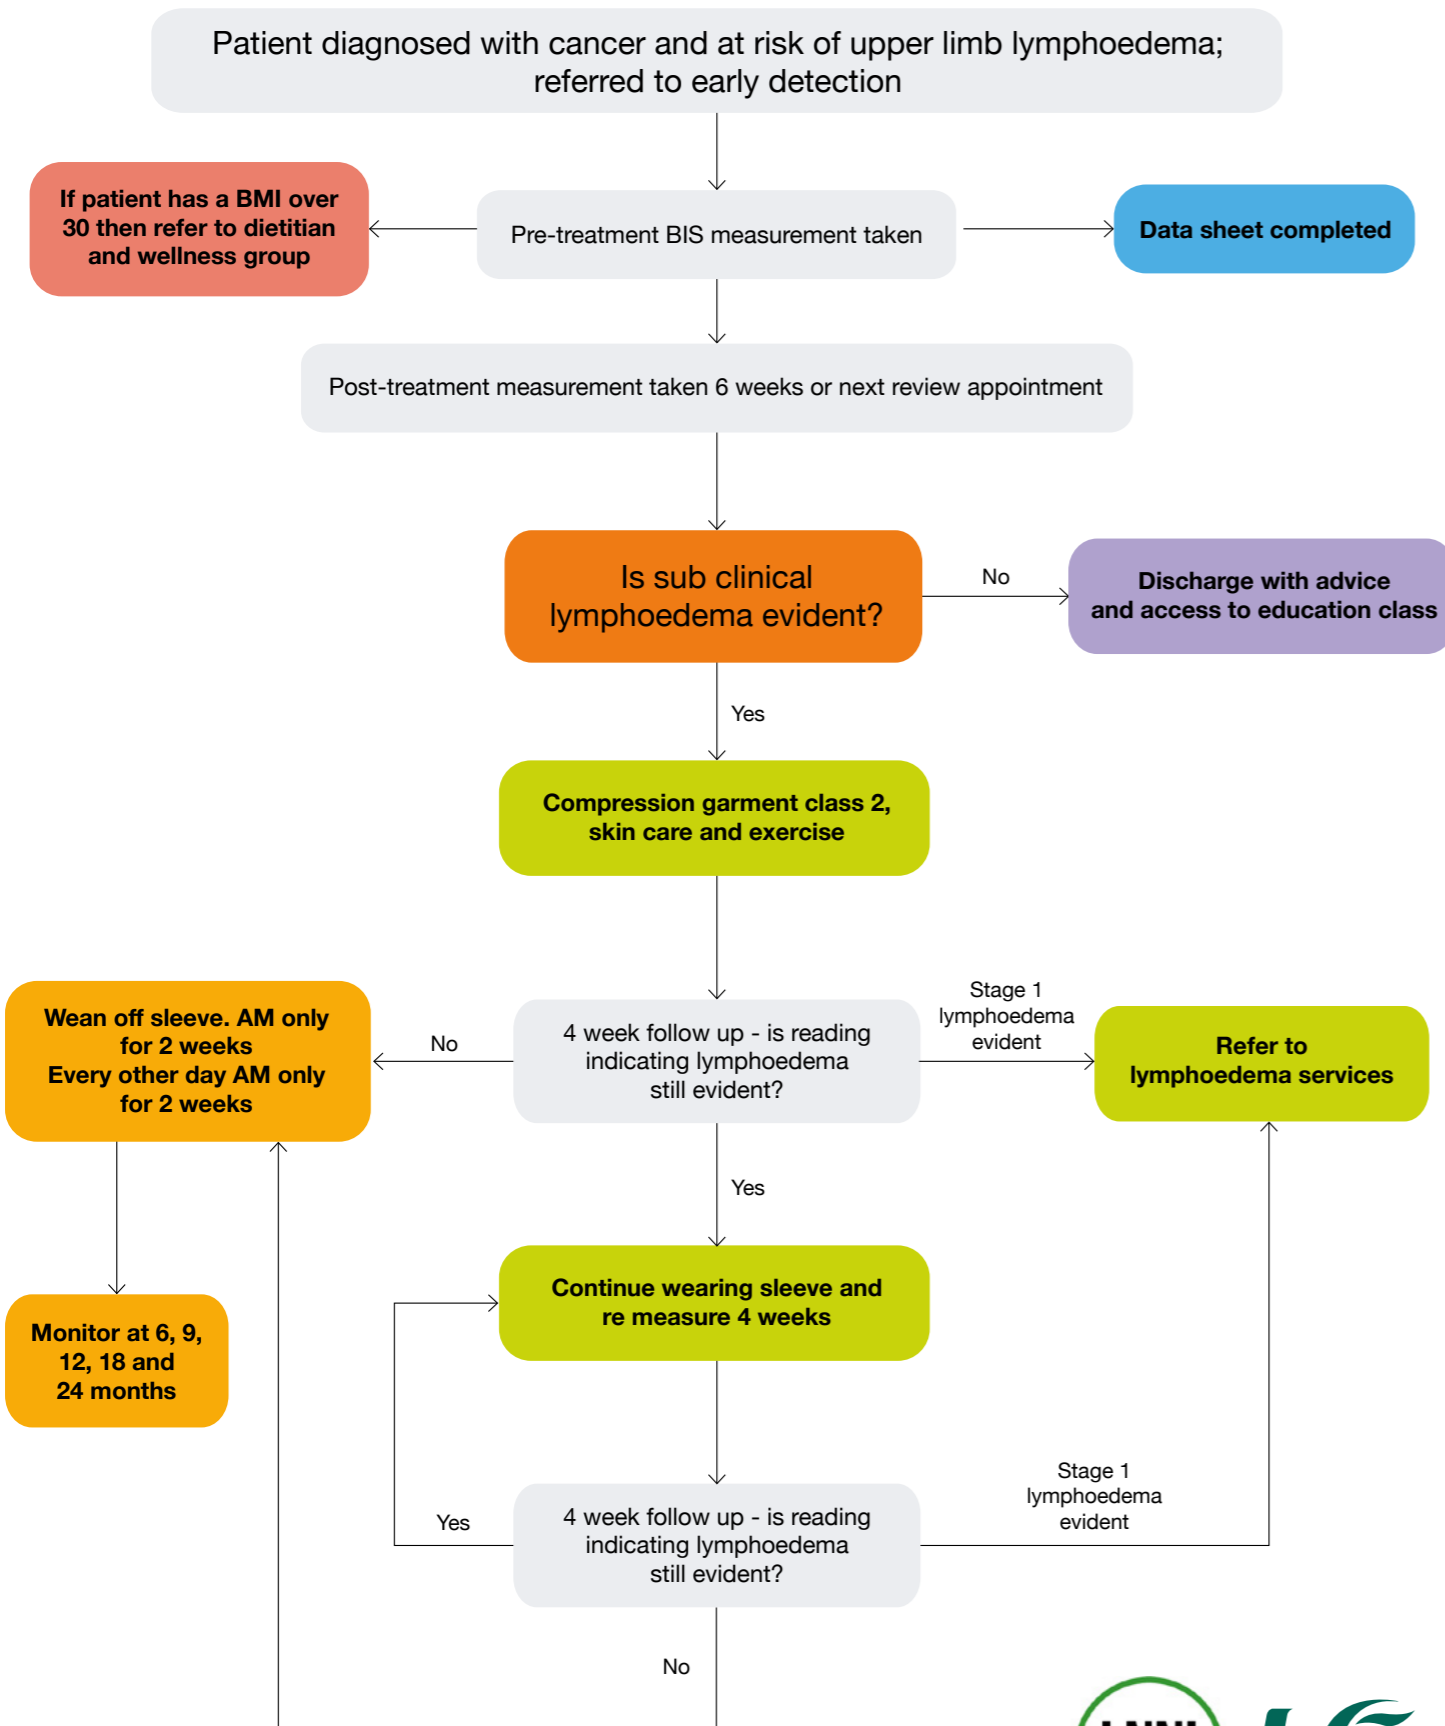 Patient diagnosed with cancer and at risk of upper limb lymphoedema;
referred to early detection
If patient has a BMI over
30 then refer to dietitian
and wellness group
Pre-treatment BIS measurement taken
Data sheet completed
Post-treatment measurement taken 6 weeks or next review appointment
Is sub clinical
lymphoedema evident?
No
Discharge with advice
and access to education class
Yes
Compression garment class 2,
skin care and exercise
Wean off sleeve. AM only
for 2 weeks
Every other day AM only
for 2 weeks
No
4 week follow up - is reading
indicating lymphoedema
still evident?
Stage 1
lymphoedema
evident
Refer to
lymphoedema services
Yes
Continue wearing sleeve and
re measure 4 weeks
Monitor at 6, 9,
12, 18 and
24 months
Yes
4 week follow up - is reading
indicating lymphoedema
still evident?
Stage 1
lymphoedema
evident
No